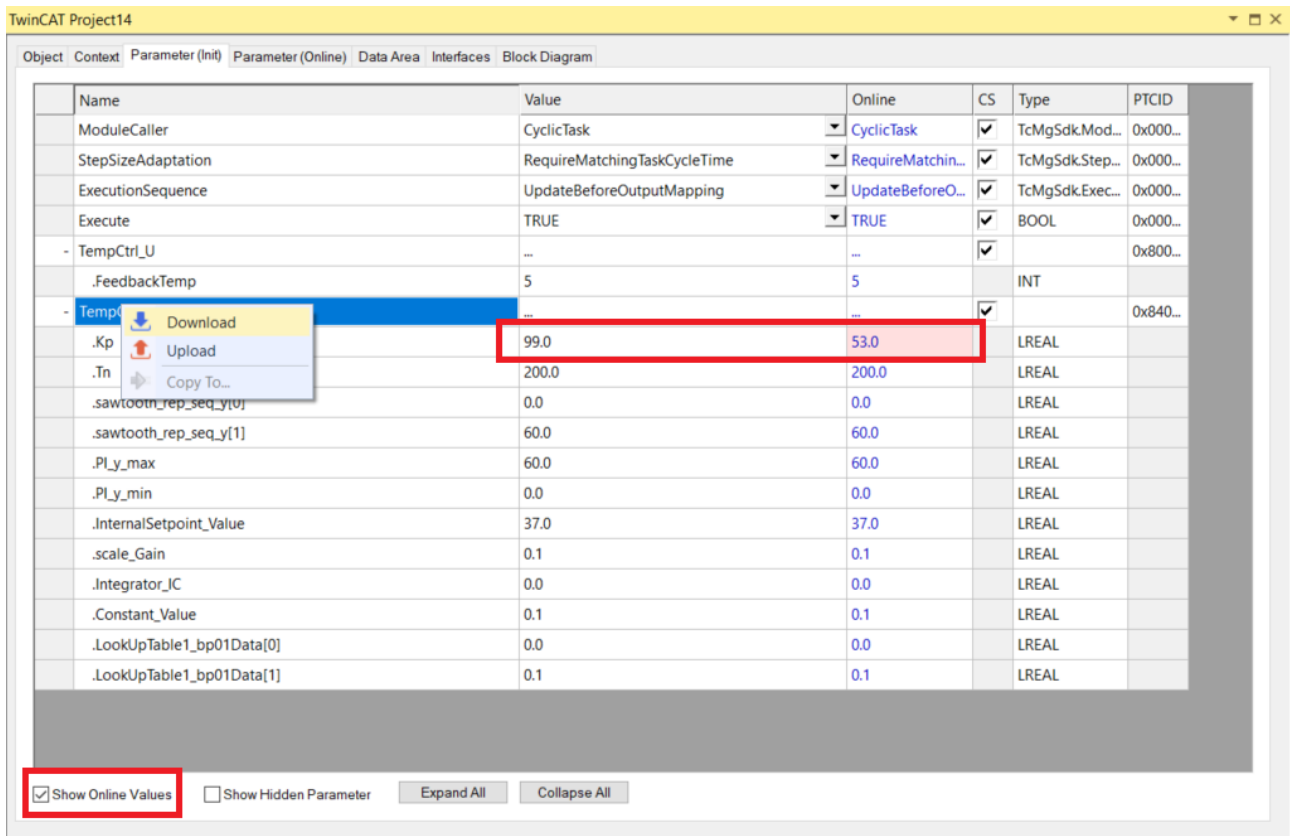 TwinCAT Project14
Object Context Parameter (Init) Parameter (Online) Data Area Interfaces Block Diagram
Name Value Online CS Type PTCID
ModuleCaller CyclicTask CyclicTask TcMgSdk.Mod... 0x000...
StepSizeAdaptation RequireMatchingTaskCycleTime RequireMatchin... TcMgSdk.Step... 0x000...
ExecutionSequence UpdateBeforeOutputMapping UpdateBeforeO... TcMgSdk.Exec... 0x000...
Execute TRUE TRUE BOOL 0x000...
- TempCtrl_U ... ... 0x800...
.FeedbackTemp 5 5 INT
- Temp ... ... 0x840...
Download
.Kp 99.0 53.0 LREAL
Upload
.Tn 200.0 200.0 LREAL
Copy To...
.sawtooth_rep_seq_y[0] 0.0 0.0 LREAL
.sawtooth_rep_seq_y[1] 60.0 60.0 LREAL
.PI_y_max 60.0 60.0 LREAL
.PI_y_min 0.0 0.0 LREAL
.InternalSetpoint_Value 37.0 37.0 LREAL
.scale_Gain 0.1 0.1 LREAL
.Integrator_IC 0.0 0.0 LREAL
.Constant_Value 0.1 0.1 LREAL
.LookUpTable1_bp01Data[0] 0.0 0.0 LREAL
.LookUpTable1_bp01Data[1] 0.1 0.1 LREAL
Show Online Values Show Hidden Parameter Expand All Collapse All